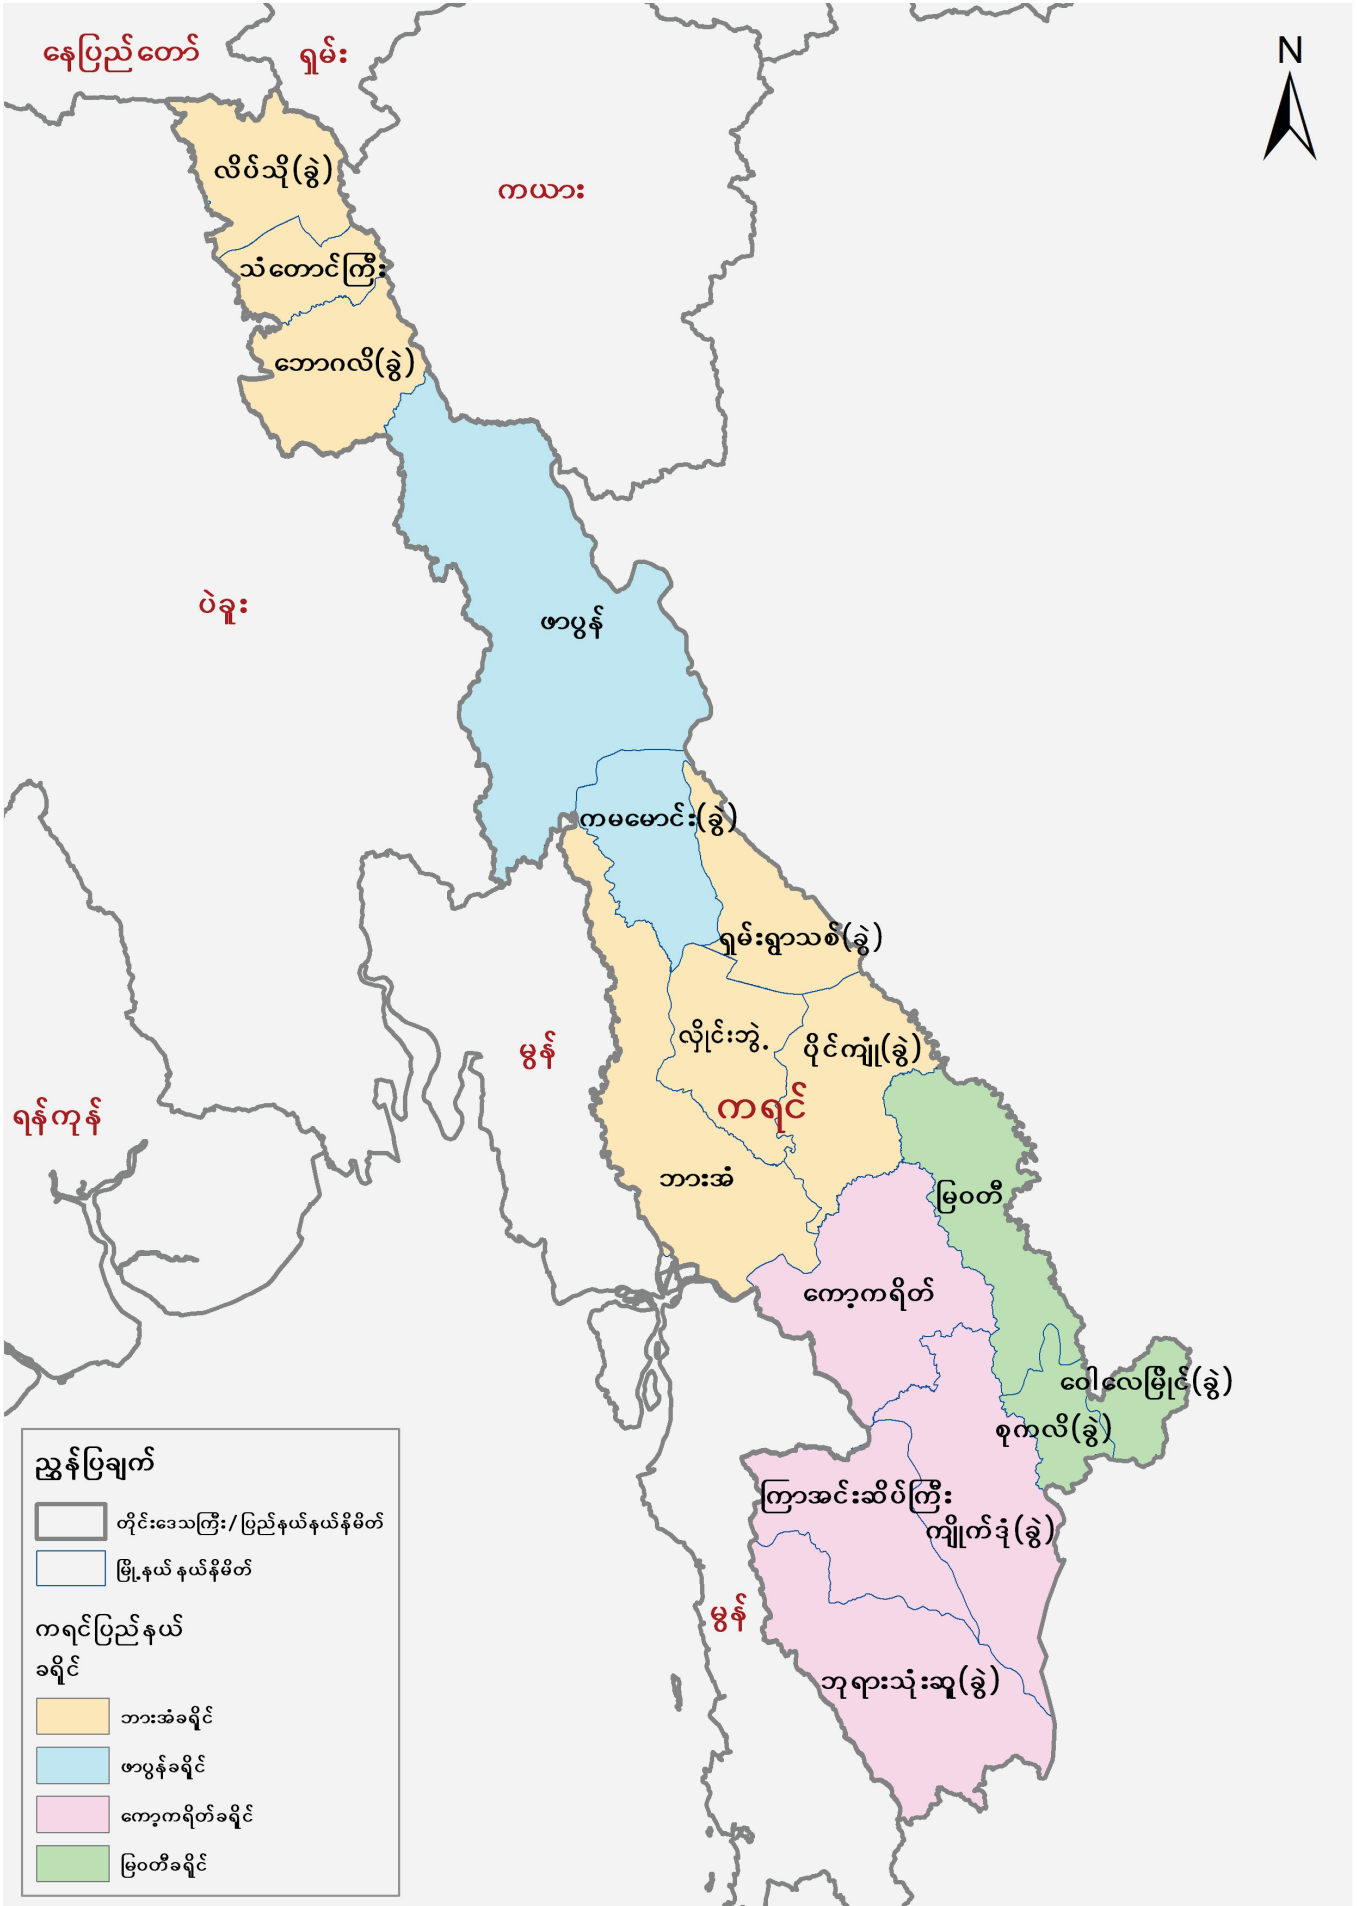 နေပြည်တော်
ရှမ်း
N
လိပ်သို(ခွဲ)
ကယား
သံတောင်ကြီး
ဘောဂလိ(ခွဲ)
ပဲခူး
ဖာပွန်
ကမမောင်း(ခွဲ)
ရှမ်းရွာသစ်(ခွဲ)
မွန်
လှိုင်းဘွဲ့
ပိုင်ကျုံ(ခွဲ)
ကရင်
ရန်ကုန်
ဘားအံ
မြဝတီ
ကော့ကရိတ်
ဝေါလေမြိုင်(ခွဲ)
စုကလိ(ခွဲ)
ကြာအင်းဆိပ်ကြီး
ကျိုက်ဒုံ(ခွဲ)
မွန်
ဘုရားသုံးဆူ(ခွဲ)
ညွှန်ပြချက်
တိုင်းဒေသကြီး/ပြည်နယ်နယ်နိမိတ်
မြို့နယ် နယ်နိမိတ်
ကရင်ပြည်နယ်
ခရိုင်
ဘားအံခရိုင်
ဖာပွန်ခရိုင်
ကော့ကရိတ်ခရိုင်
မြဝတီခရိုင်